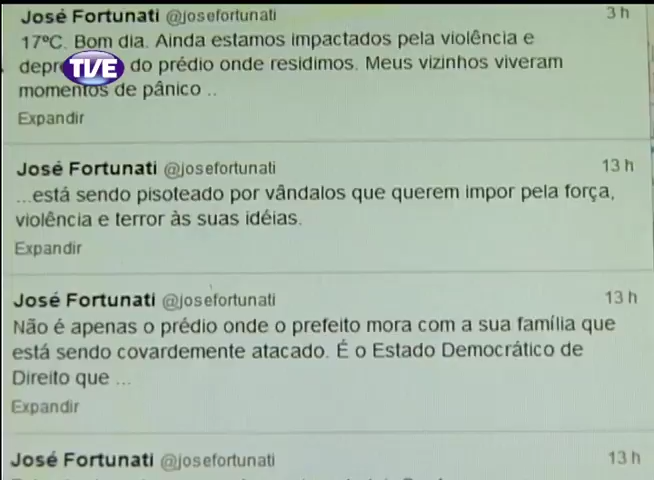 José Fortunati @josefortunati 3 h
17ºC. Bom dia. Ainda estamos impactados pela violência e
depr TVE do prédio onde residimos. Meus vizinhos viveram
momentos de pânico ..
Expandir
José Fortunati @josefortunati 13 h
...está sendo pisoteado por vândalos que querem impor pela força,
violência e terror às suas idéias.
Expandir
José Fortunati @josefortunati 13 h
Não é apenas o prédio onde o prefeito mora com a sua família que
está sendo covardemente atacado. É o Estado Democrático de
Direito que ...
Expandir
José Fortunati @josefortunati 13 h